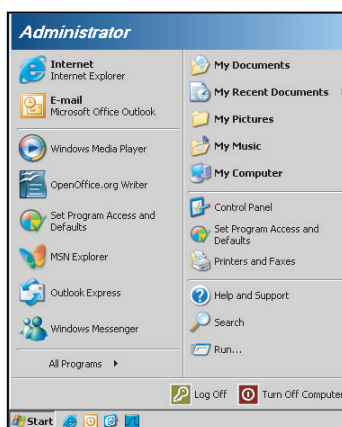 Administrator
Internet
Internet Explorer
E-mail
Microsoft Office Outlook
Windows Media Player
OpenOffice.org Writer
Set Program Access and
Defaults
MSN Explorer
Outlook Express
Windows Messenger
All Programs
My Documents
My Recent Documents
My Pictures
My Music
My Computer
Control Panel
Set Program Access and
Defaults
Printers and Faxes
Help and Support
Search
Run...
Log Off
Turn Off Computer
Start